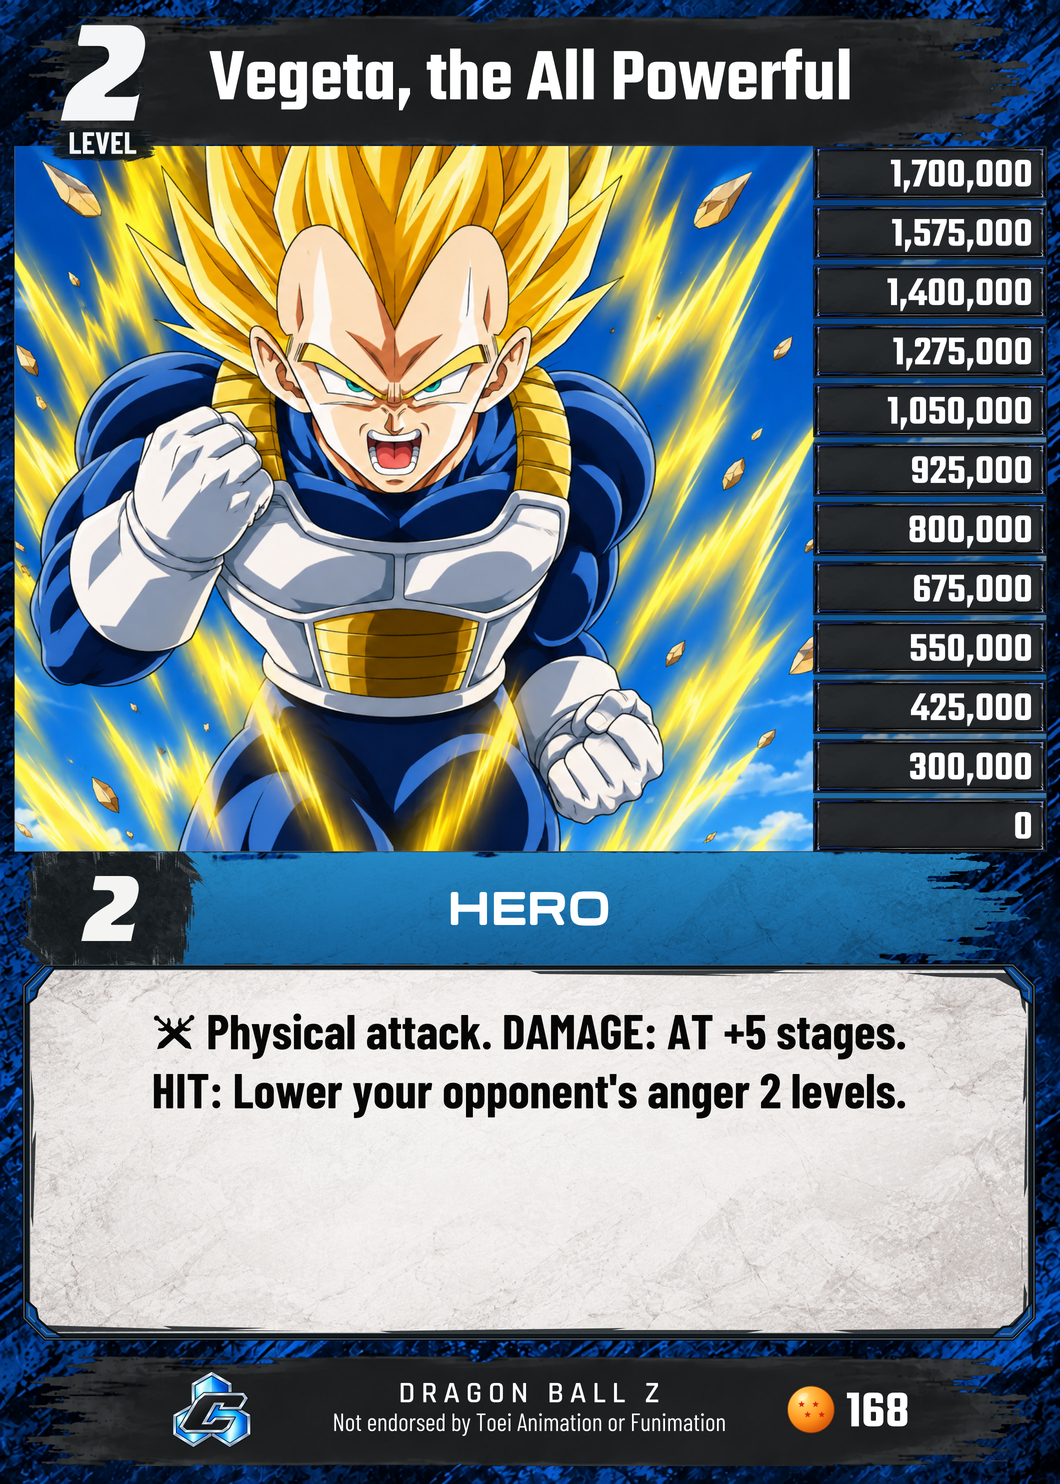 2
LEVEL
Vegeta, the All Powerful
1,700,000
1,575,000
1,400,000
1,275,000
1,050,000
925,000
800,000
675,000
550,000
425,000
300,000
0
2
HERO
Physical attack. DAMAGE: AT +5 stages.
HIT: Lower your opponent's anger 2 levels.
DRAGON BALL Z
Not endorsed by Toei Animation or Funimation
G
168